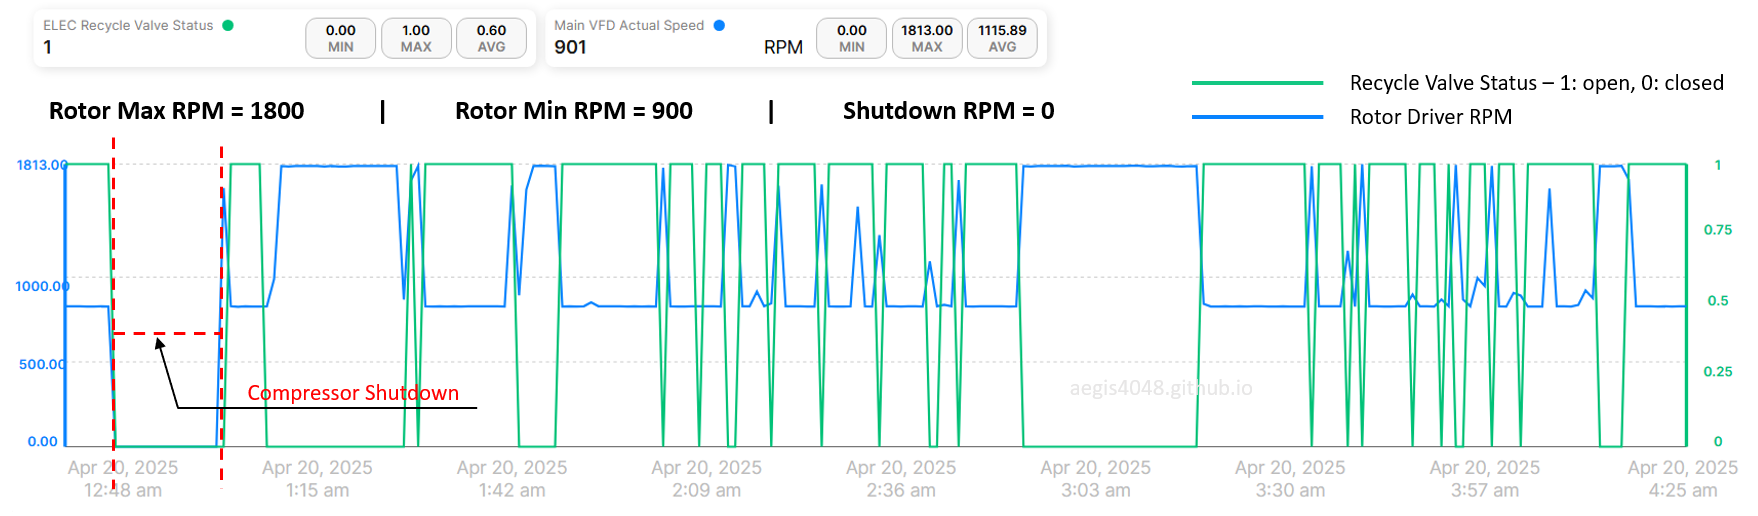 ELEC Recycle Valve Status
1
0.00
MIN
1.00
MAX
0.60
AVG
Main VFD Actual Speed
901
RPM
0.00
MIN
1813.00
MAX
1115.89
AVG
Recycle Valve Status – 1: open, 0: closed
Rotor Driver RPM
Rotor Max RPM = 1800 | Rotor Min RPM = 900 | Shutdown RPM = 0
1813.00
1000.00
500.00
0.00
1
0.75
0.5
0.25
0
Compressor Shutdown
aegis4048.github.io
Apr 20, 2025
12:48 am
Apr 20, 2025
1:15 am
Apr 20, 2025
1:42 am
Apr 20, 2025
2:09 am
Apr 20, 2025
2:36 am
Apr 20, 2025
3:03 am
Apr 20, 2025
3:30 am
Apr 20, 2025
3:57 am
Apr 20, 2025
4:25 am